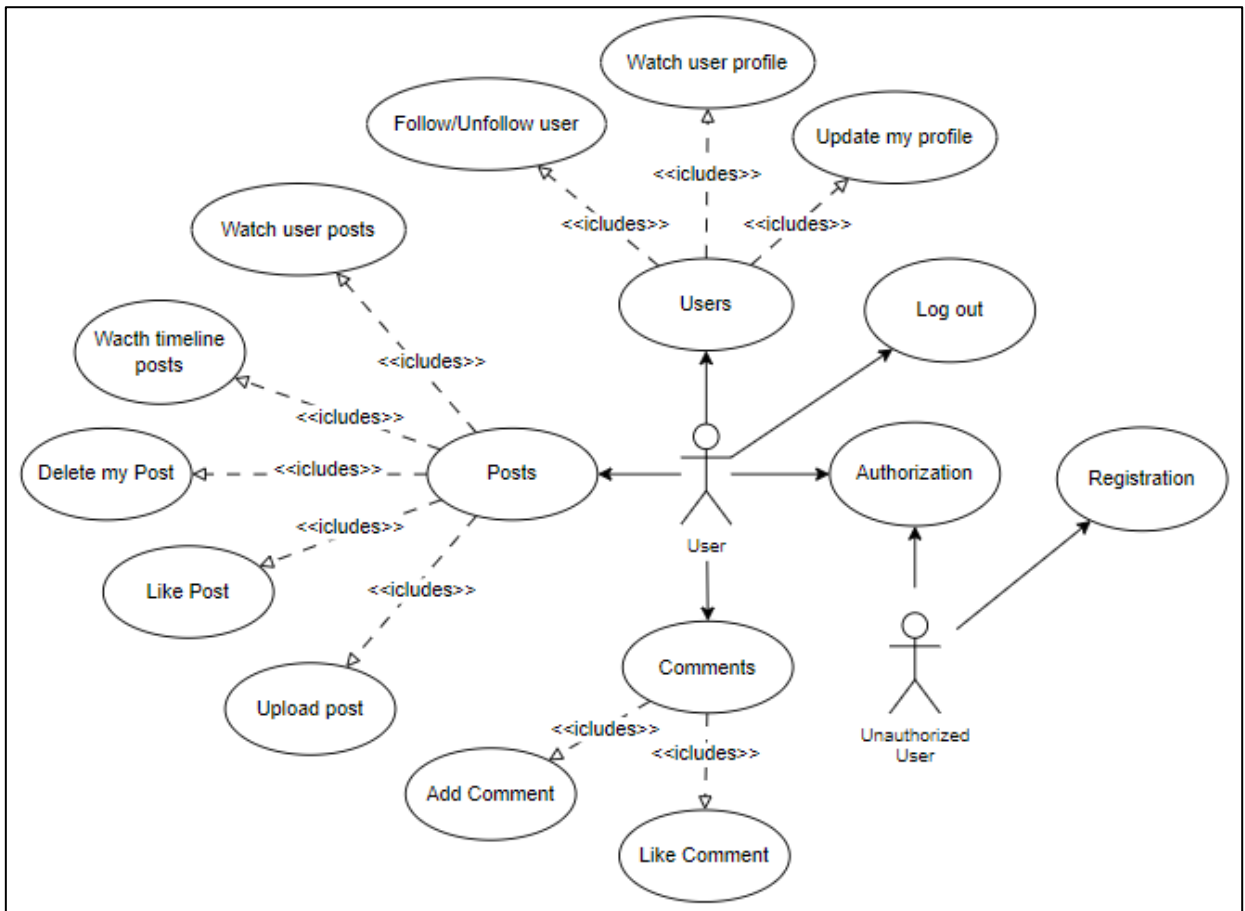 Watch user profile
Follow/Unfollow user
Update my profile
<<icludes>>
<<icludes>>
<<icludes>>
Watch user posts
Users
Log out
Wacth timeline
posts
<<icludes>>
<<icludes>>
Delete my Post
<<icludes>>
Posts
Authorization
Registration
<<icludes>>
User
Like Post
<<icludes>>
Comments
Upload post
<<icludes>>
<<icludes>>
Unauthorized
User
Add Comment
Like Comment